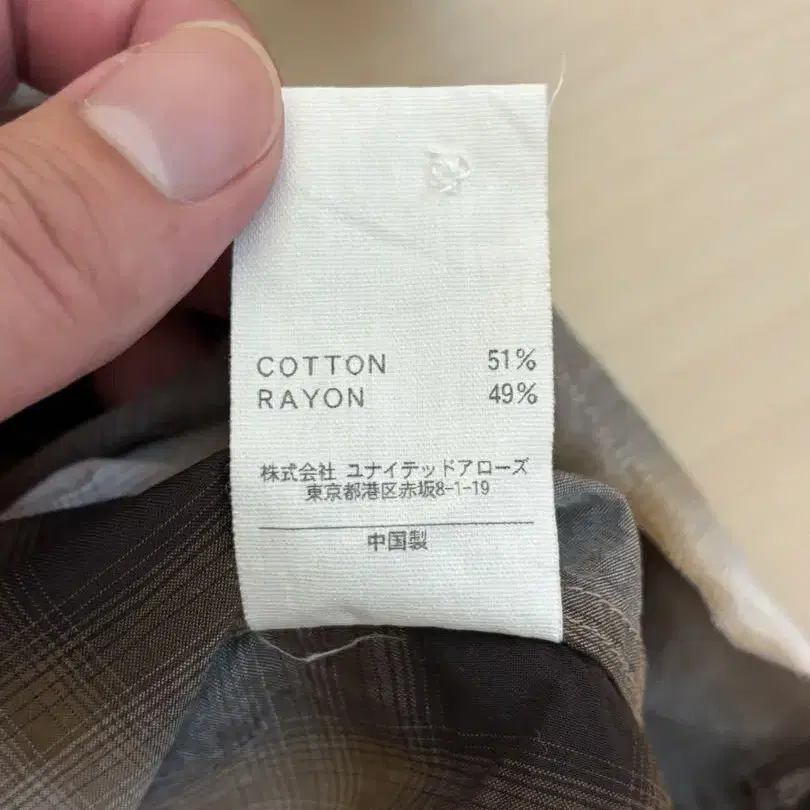 COTTON 51%
RAYON 49%
株式会社 ユナイテッドアローズ
東京都港区赤坂8-1-19
中国製